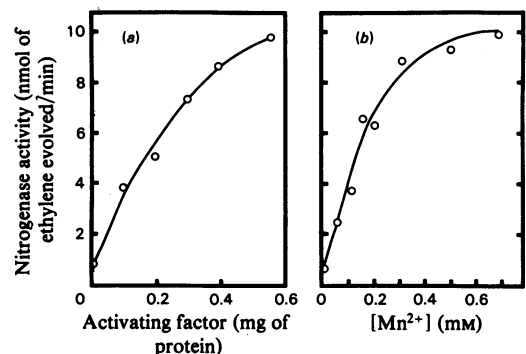 Nitrogenase activity (nmol of
ethylene evolved/min)
10
8
6
4
2
(a)
(b)
0
0.2
0.4
0.6
0
0.2
0.4
0.6
0.8
Activating factor (mg of
protein)
[Mn²⁺] (mM)